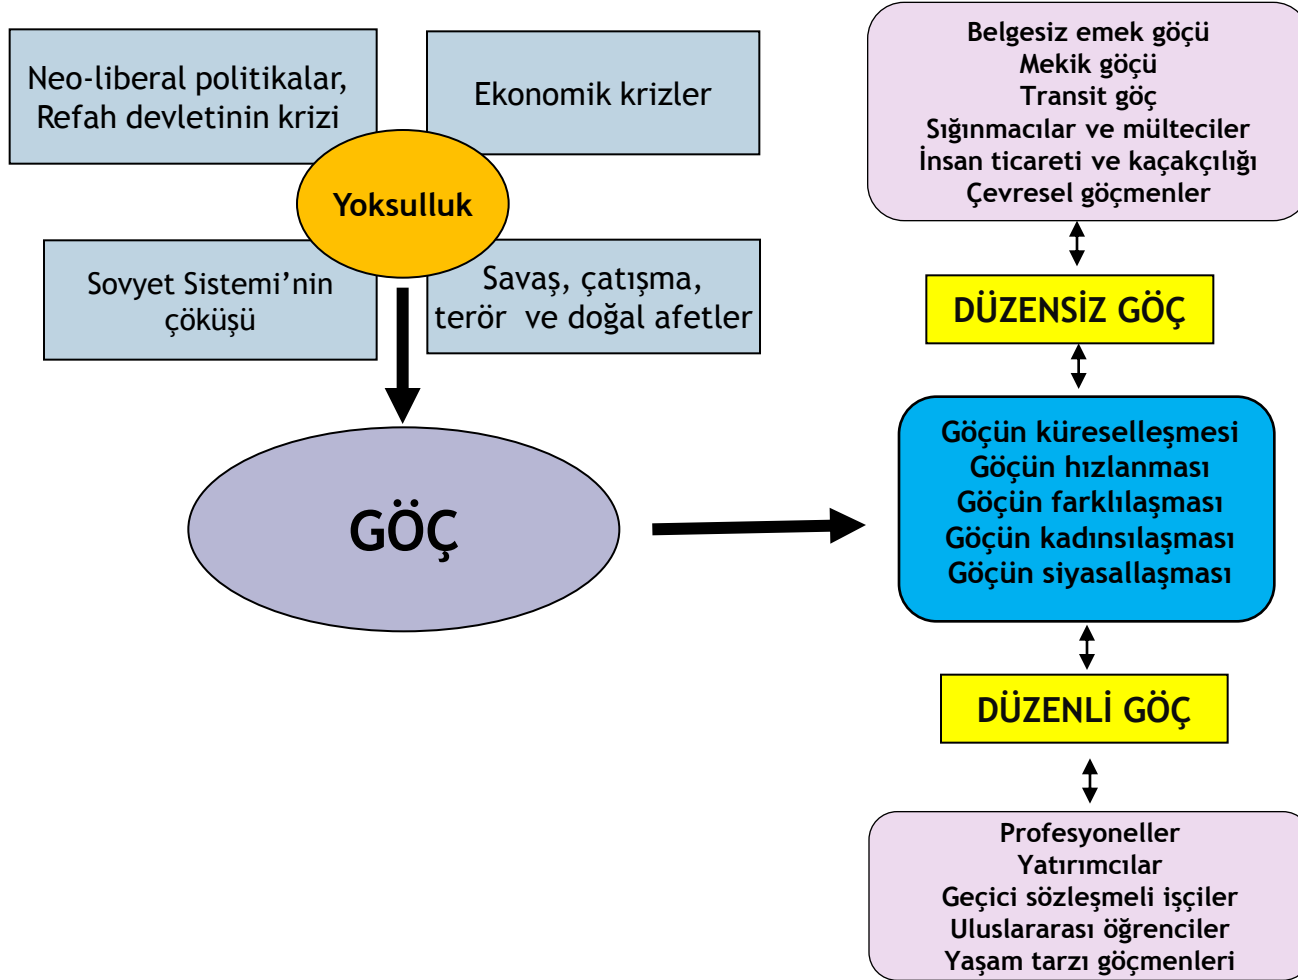 Neo-liberal politikalar,
Refah devletinin krizi
Ekonomik krizler
Yoksulluk
Sovyet Sistemi’nin
çöküşü
Savaş, çatışma,
terör ve doğal afetler
GÖÇ
Belgesiz emek göçü
Mekik göçü
Transit göç
Sığınmacılar ve mülteciler
İnsan ticareti ve kaçakçılığı
Çevresel göçmenler
DÜZENSİZ GÖÇ
Göçün küreselleşmesi
Göçün hızlanması
Göçün farklılaşması
Göçün kadınsılaşması
Göçün siyasallaşması
DÜZENLİ GÖÇ
Profesyoneller
Yatırımcılar
Geçici sözleşmeli işçiler
Uluslararası öğrenciler
Yaşam tarzı göçmenleri